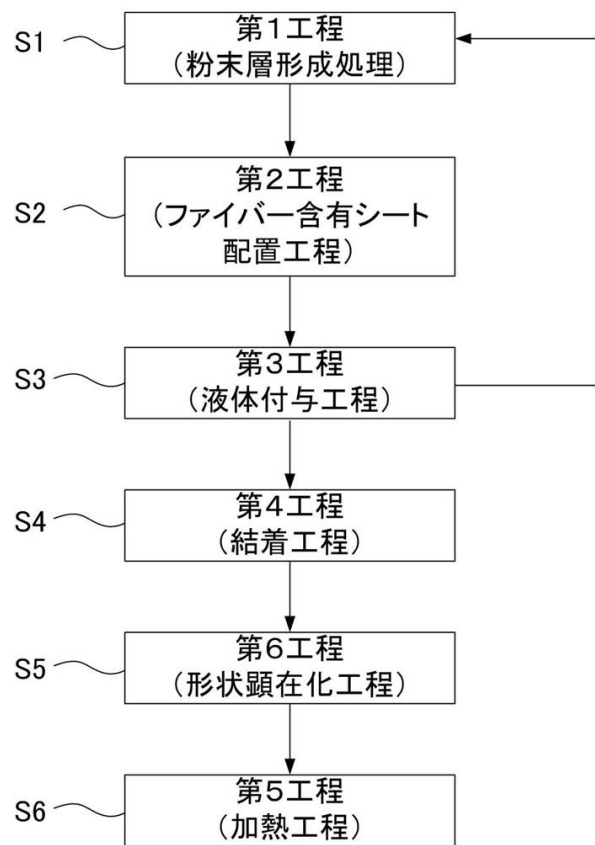 S1
第1工程
(粉末層形成処理)
S2
第2工程
(ファイバー含有シート
配置工程)
S3
第3工程
(液体付与工程)
S4
第4工程
(結着工程)
S5
第6工程
(形状顕在化工程)
S6
第5工程
(加熱工程)